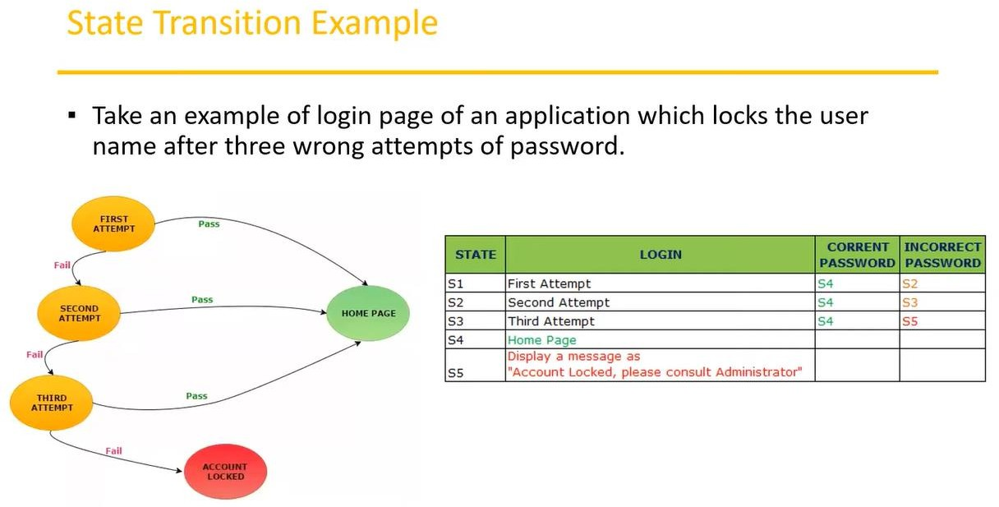 State Transition Example
▪ Take an example of login page of an application which locks the user
name after three wrong attempts of password.
FIRST
ATTEMPT
Pass
Fail
SECOND
ATTEMPT
Pass
HOME PAGE
Fail
THIRD
ATTEMPT
Pass
Fail
ACCOUNT
LOCKED
STATE LOGIN CORRENT PASSWORD INCORRECT PASSWORD
S1 First Attempt S4 S2
S2 Second Attempt S4 S3
S3 Third Attempt S4 S5
S4 Home Page
Display a message as
S5 "Account Locked, please consult Administrator"